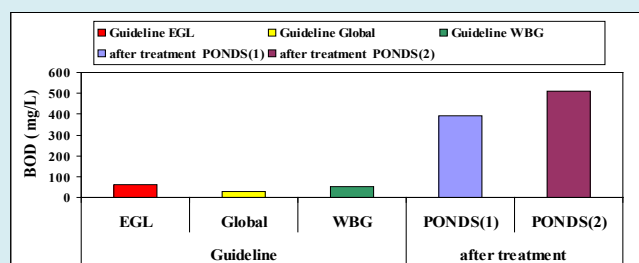 Guideline EGL Guideline Global Guideline WBG
after treatment PONDS(1) after treatment PONDS(2)
BOD ( mg/L)
600
500
400
300
200
100
0
EGL Global WBG PONDS(1) PONDS(2)
Guideline after treatment